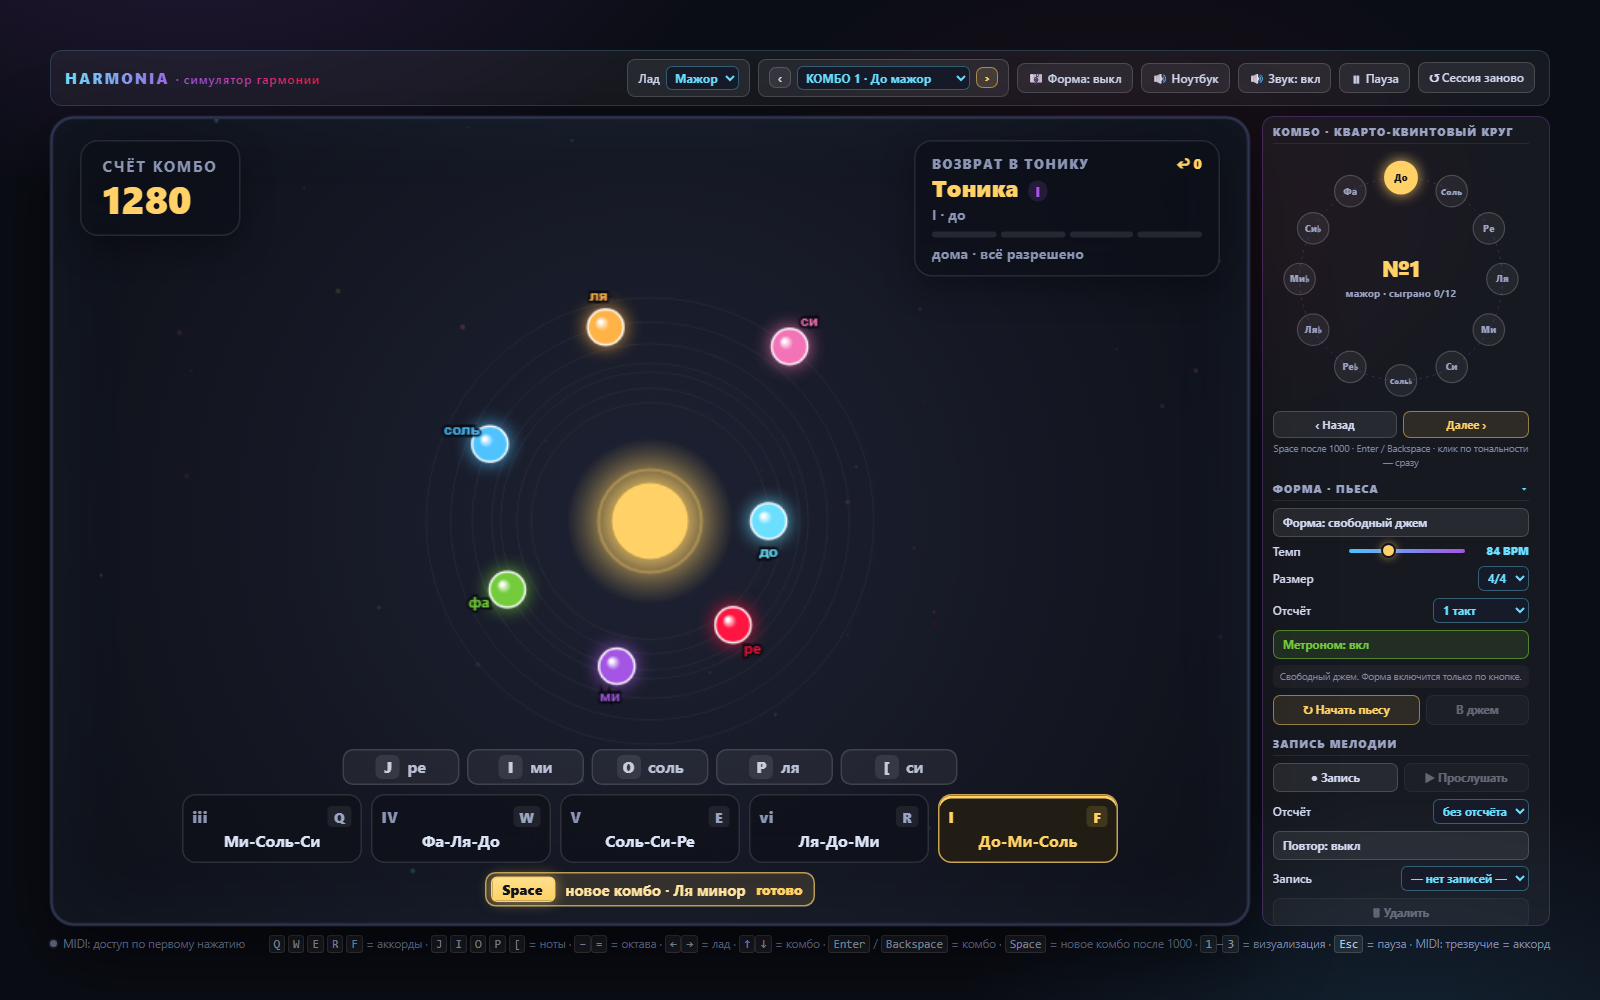 HARMONIA · симулятор гармонии
Лад Мажор ‹ КОМБО 1 · До мажор › Форма: выкл Ноутбук Звук: вкл Пауза ↺ Сессия заново
СЧЁТ КОМБО
1280
ВОЗВРАТ В ТОНИКУ ↩ 0
Тоника I
I · до
дома · всё разрешено
ля
си
соль
до
фа
ре
ми
J ре I ми O соль P ля [ си
iii Q IV W V E vi R I F
Ми-Соль-Си Фа-Ля-До Соль-Си-Ре Ля-До-Ми До-Ми-Соль
Space новое комбо · Ля минор готово
КОМБО · КВАРТО-КВИНТОВЫЙ КРУГ
До
Фа Соль
Си♭ Ре
№1
Ми♭ Ля
мажор · сыграно 0/12
Ля♭ Ми
Ре♭ Си
Соль♭
‹ Назад Далее ›
Space после 1000 · Enter / Backspace · клик по тональности
— сразу
ФОРМА · ПЬЕСА
Форма: свободный джем
Темп 84 BPM
Размер 4/4
Отсчёт 1 такт
Метроном: вкл
Свободный джем. Форма включится только по кнопке.
↻ Начать пьесу В джем
ЗАПИСЬ МЕЛОДИИ
● Запись ▶ Прослушать
Отсчёт без отсчёта
Повтор: выкл
Запись — нет записей —
Удалить
MIDI: доступ по первому нажатию Q W E R F = аккорды · J I O P [ = ноты · − = = октава · ← → = лад · ↑ ↓ = комбо · Enter / Backspace = комбо · Space = новое комбо после 1000 · 1–3 = визуализация · Esc = пауза · MIDI: трезвучие = аккорд